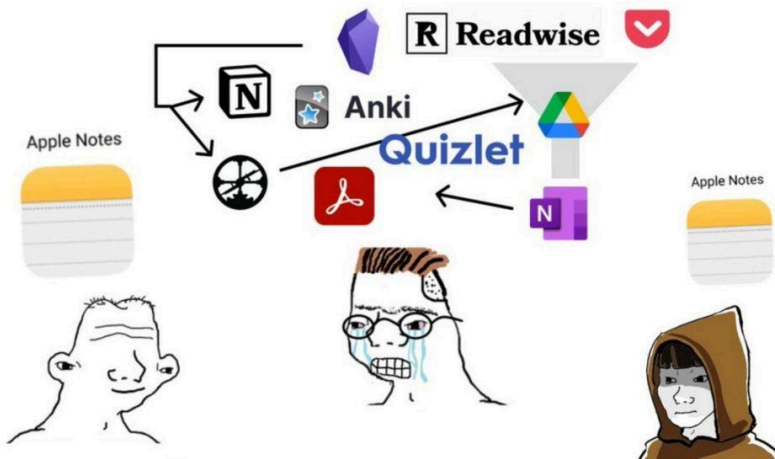 Readwise
N
Anki
Apple Notes
Quizlet
N
Apple Notes